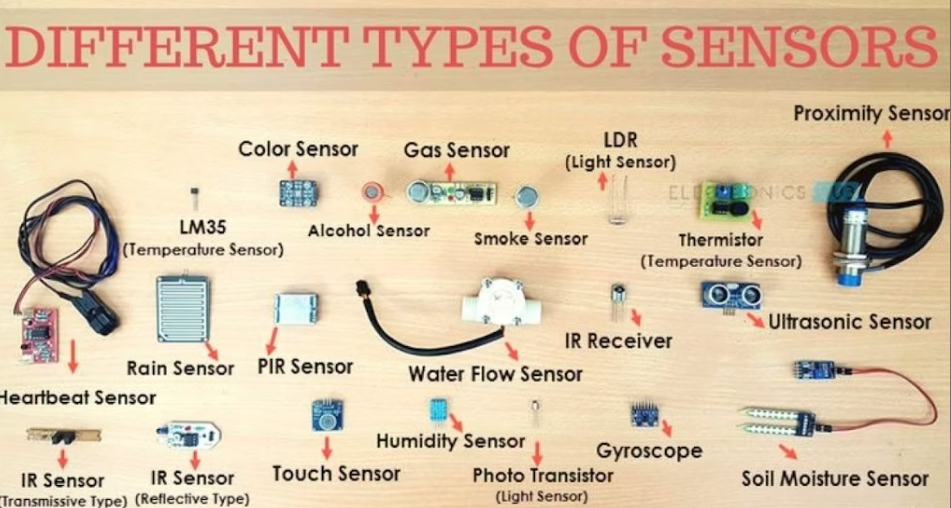 DIFFERENT TYPES OF SENSORS
Proximity Sensor
Color Sensor
Gas Sensor
LDR
(Light Sensor)
ELECTRONICS HUB
LM35
(Temperature Sensor)
Alcohol Sensor
Smoke Sensor
Thermistor
(Temperature Sensor)
Rain Sensor
PIR Sensor
Water Flow Sensor
IR Receiver
Ultrasonic Sensor
Heartbeat Sensor
IR Sensor
(Transmissive Type)
IR Sensor
(Reflective Type)
Touch Sensor
Humidity Sensor
Photo Transistor
(Light Sensor)
Gyroscope
Soil Moisture Sensor